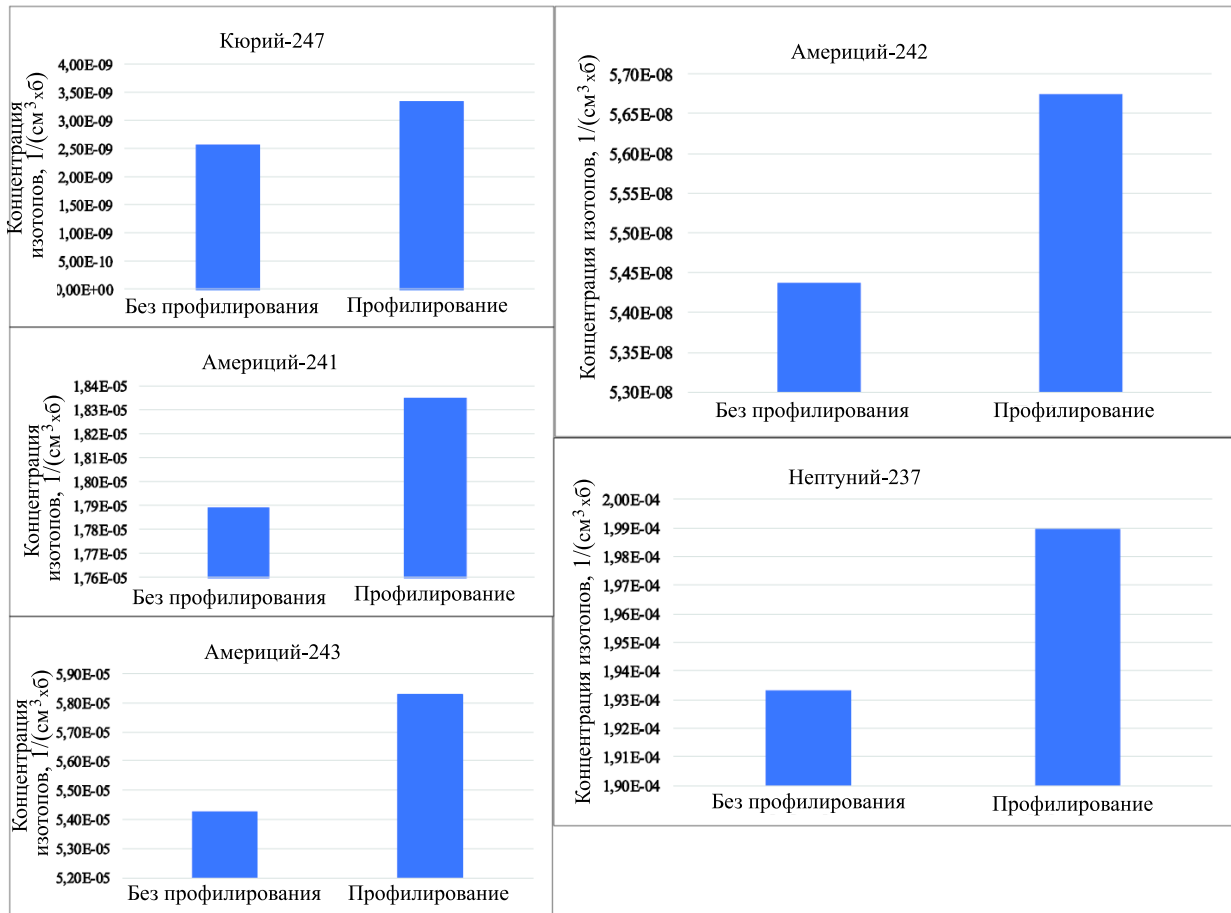 Кюрий-247
Концентрация
изотопов, 1/(см³хб)
4,00E-09
3,50E-09
3,00E-09
2,50E-09
2,00E-09
1,50E-09
1,00E-09
5,00E-10
0,00E+00
Без профилирования
Профилирование
Америций-242
Концентрация изотопов, 1/(см³хб)
5,70E-08
5,65E-08
5,60E-08
5,55E-08
5,50E-08
5,45E-08
5,40E-08
5,35E-08
5,30E-08
Без профилирования
Профилирование
Америций-241
Концентрация
изотопов, 1/(см³хб)
1,84E-05
1,83E-05
1,82E-05
1,81E-05
1,80E-05
1,79E-05
1,78E-05
1,77E-05
1,76E-05
Без профилирования
Профилирование
Нептуний-237
Концентрация изотопов, 1/(см³хб)
2,00E-04
1,99E-04
1,98E-04
1,97E-04
1,96E-04
1,95E-04
1,94E-04
1,93E-04
1,92E-04
1,91E-04
1,90E-04
Без профилирования
Профилирование
Америций-243
Концентрация
изотопов, 1/(см³хб)
5,90E-05
5,80E-05
5,70E-05
5,60E-05
5,50E-05
5,40E-05
5,30E-05
5,20E-05
Без профилирования
Профилирование